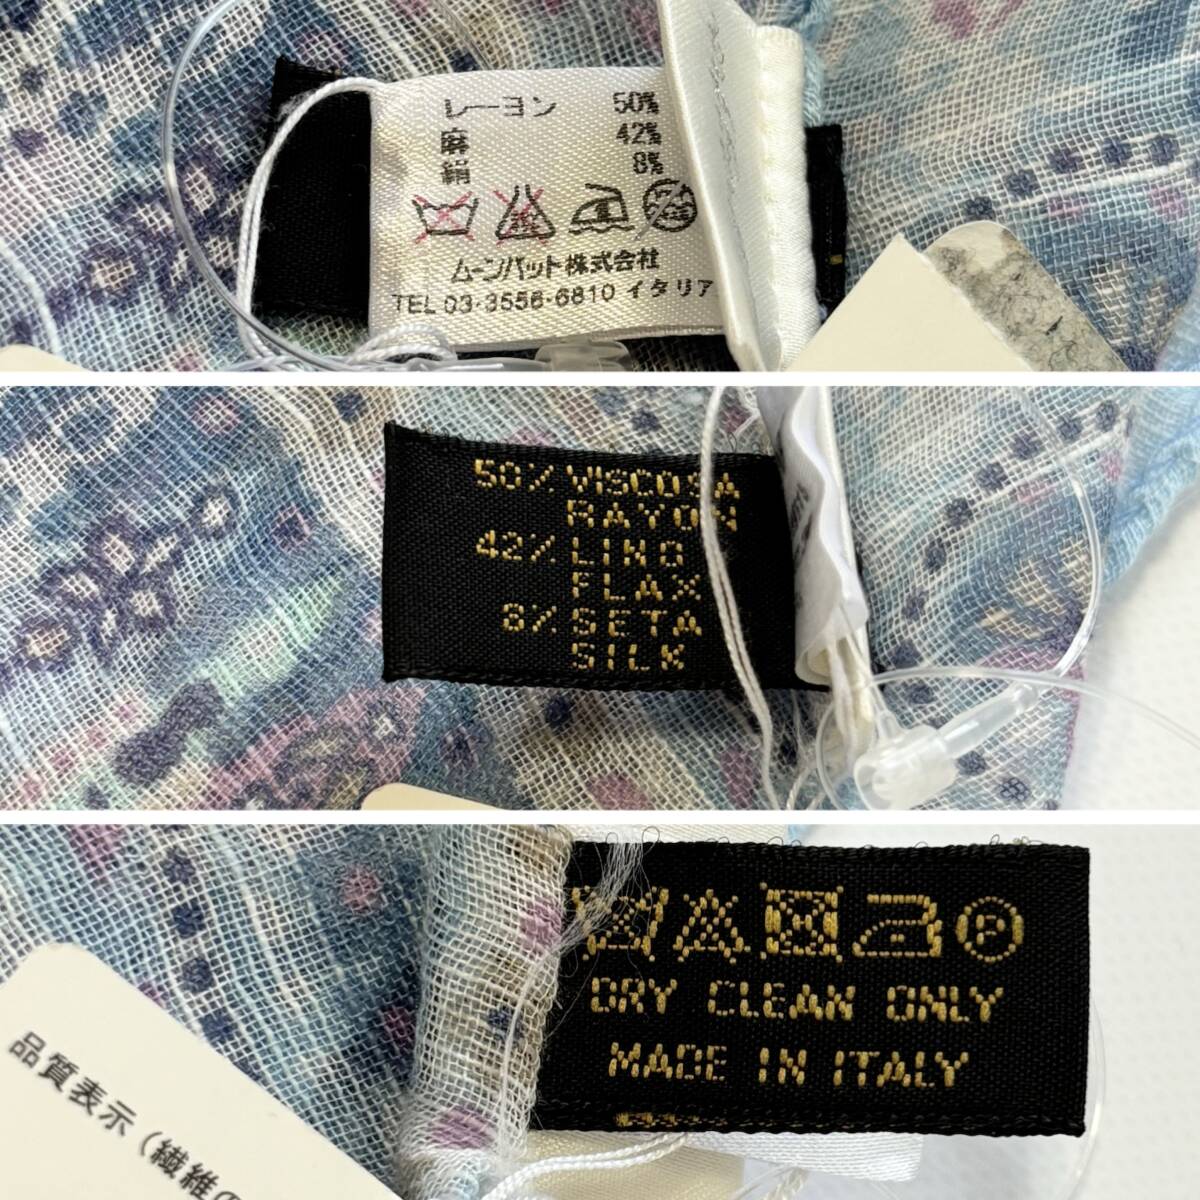 レーヨン 50%
麻 42%
絹 8%
ムーンバット株式会社
TEL 03-3556-6810 イタリア
50% VISCOSA
RAYON
42% LINO
FLAX
8% SETA
SILK
P
DRY CLEAN ONLY
MADE IN ITALY
品質表示(繊維の